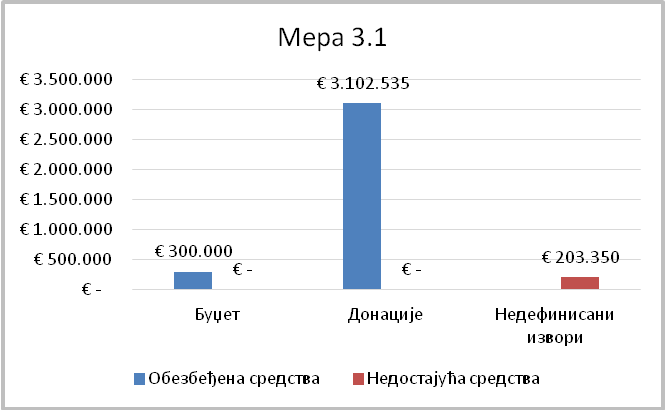 Мера 3.1
€ 3.500.000
€ 3.000.000
€ 2.500.000
€ 2.000.000
€ 1.500.000
€ 1.000.000
€ 500.000
€ -
€ 300.000
€ -
€ 3.102.535
€ -
€ 203.350
Буџет
Донације
Недефинисани
извори
Обезбеђена средства
Недостајућа средства